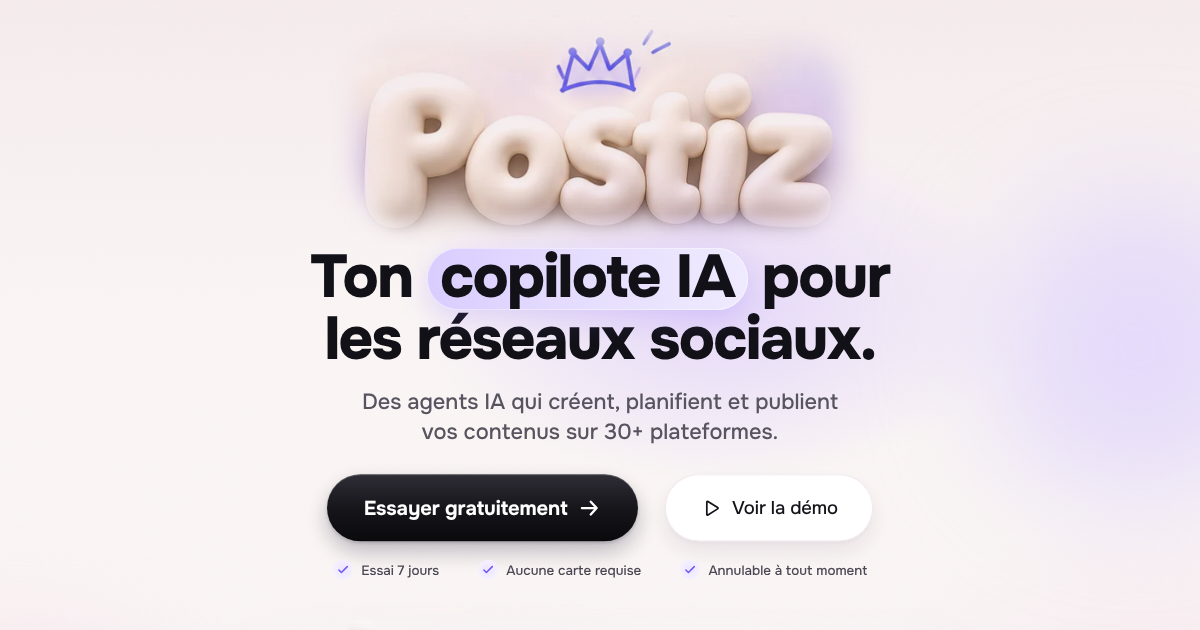 Postiz
Ton copilote IA pour
les réseaux sociaux.
Des agents IA qui créent, planifient et publient
vos contenus sur 30+ plateformes.
Essayer gratuitement →
Voir la démo
Essai 7 jours
Aucune carte requise
Annulable à tout moment